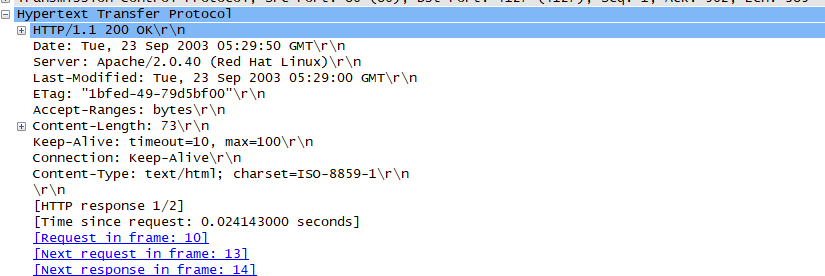 Hypertext Transfer Protocol
HTTP/1.1 200 OK\r\n
Date: Tue, 23 Sep 2003 05:29:50 GMT\r\n
Server: Apache/2.0.40 (Red Hat Linux)\r\n
Last-Modified: Tue, 23 Sep 2003 05:29:00 GMT\r\n
ETag: "1bfed-49-79d5bf00"\r\n
Accept-Ranges: bytes\r\n
Content-Length: 73\r\n
Keep-Alive: timeout=10, max=100\r\n
Connection: Keep-Alive\r\n
Content-Type: text/html; charset=ISO-8859-1\r\n
\r\n
[HTTP response 1/2]
[Time since request: 0.024143000 seconds]
[Request in frame: 10]
[Next request in frame: 13]
[Next response in frame: 14]